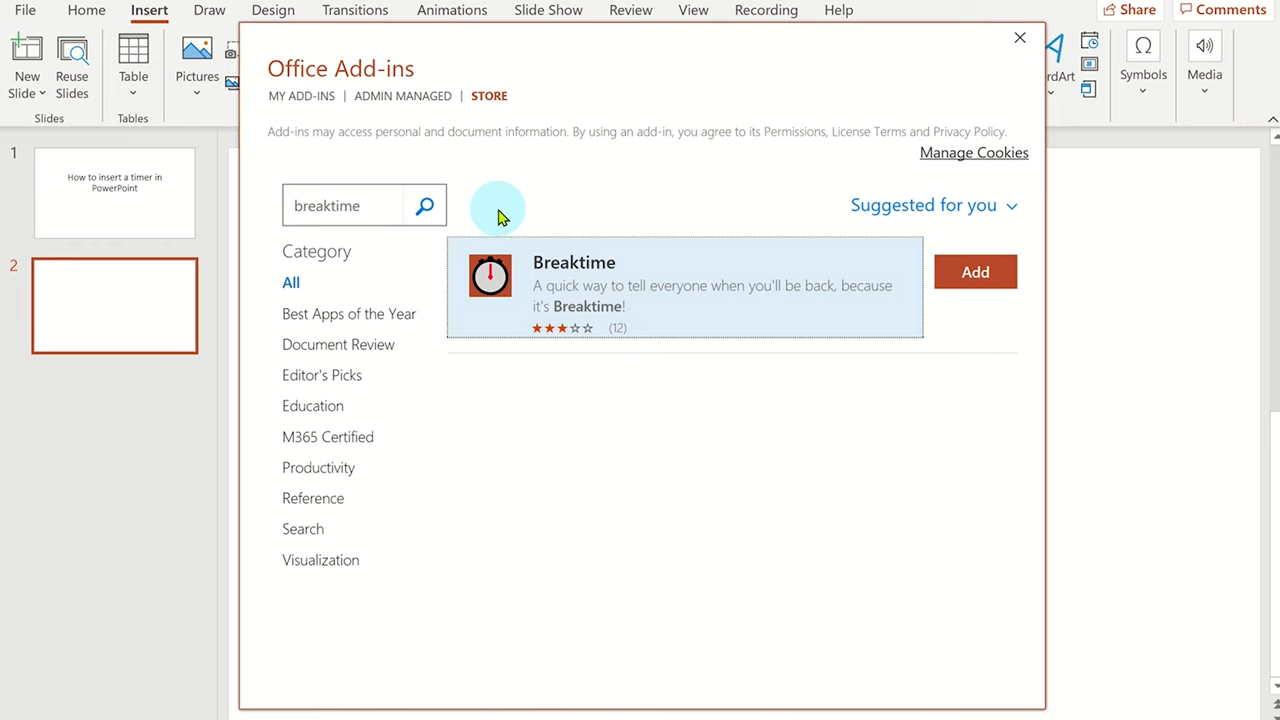 File Home Insert Draw Design Transitions Animations Slide Show Review View Recording Help Share Comments
New Slide
Reuse Slides
Table
Pictures
Symbols
Media
Slides
Tables
1
How to insert a timer in
PowerPoint
2
Office Add-ins
MY ADD-INS | ADMIN MANAGED | STORE
Add-ins may access personal and document information. By using an add-in, you agree to its Permissions, License Terms and Privacy Policy.
Manage Cookies
breaktime
Suggested for you
Category
All
Best Apps of the Year
Document Review
Editor's Picks
Education
M365 Certified
Productivity
Reference
Search
Visualization
Breaktime
A quick way to tell everyone when you'll be back, because
it's Breaktime!
(12)
Add